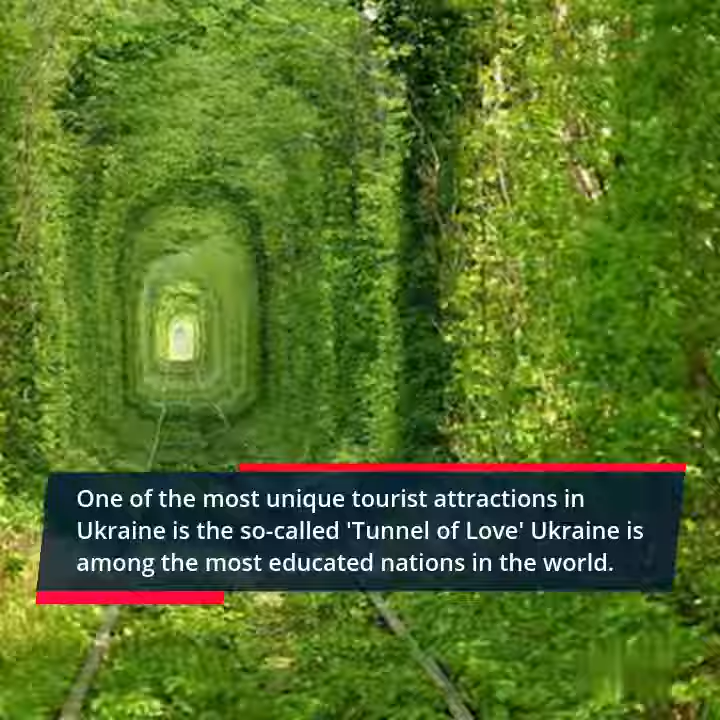 One of the most unique tourist attractions in
Ukraine is the so-called 'Tunnel of Love' Ukraine is
among the most educated nations in the world.